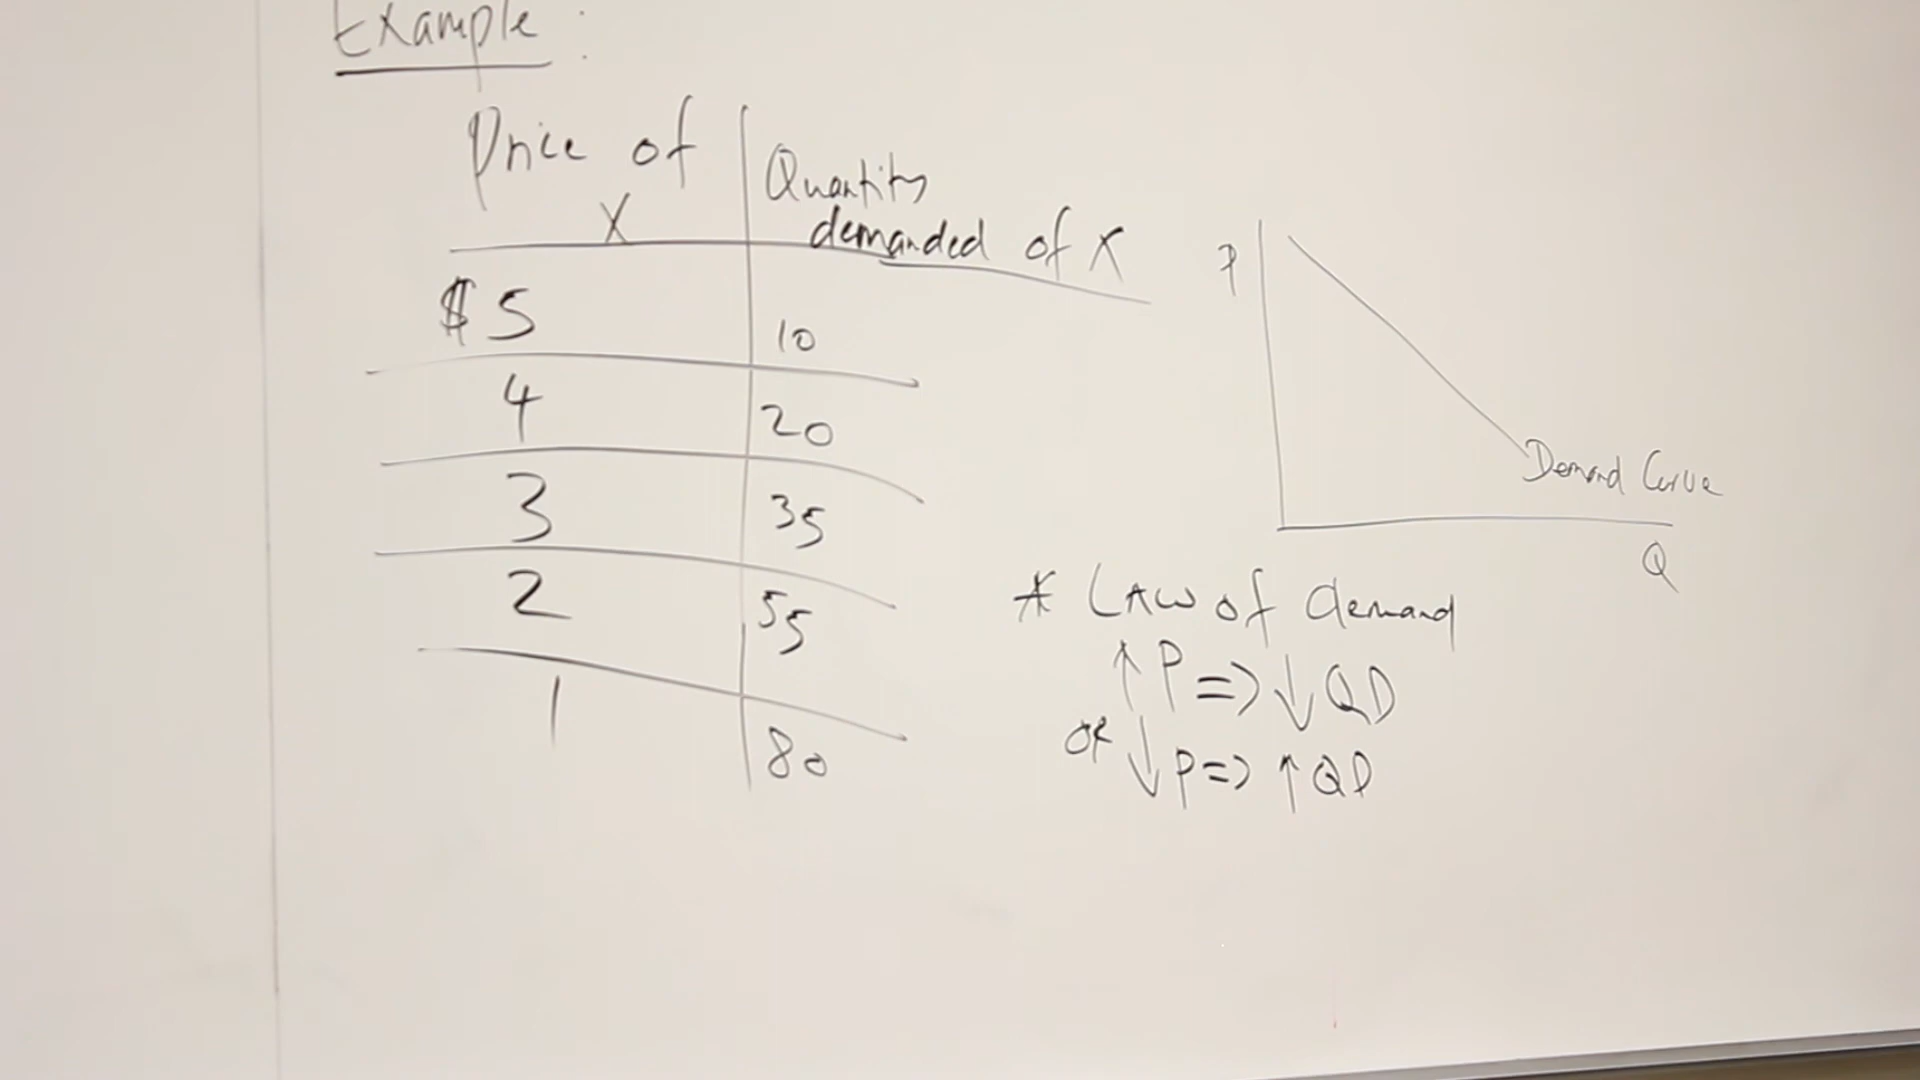 Example :
Price of
X
Quantity
demanded of X
$5
10
4
20
3
35
2
55
1
80
P
Demand Curve
Q
* LAW of demand
↑ P => ↓ QD
or ↓ P => ↑ QD